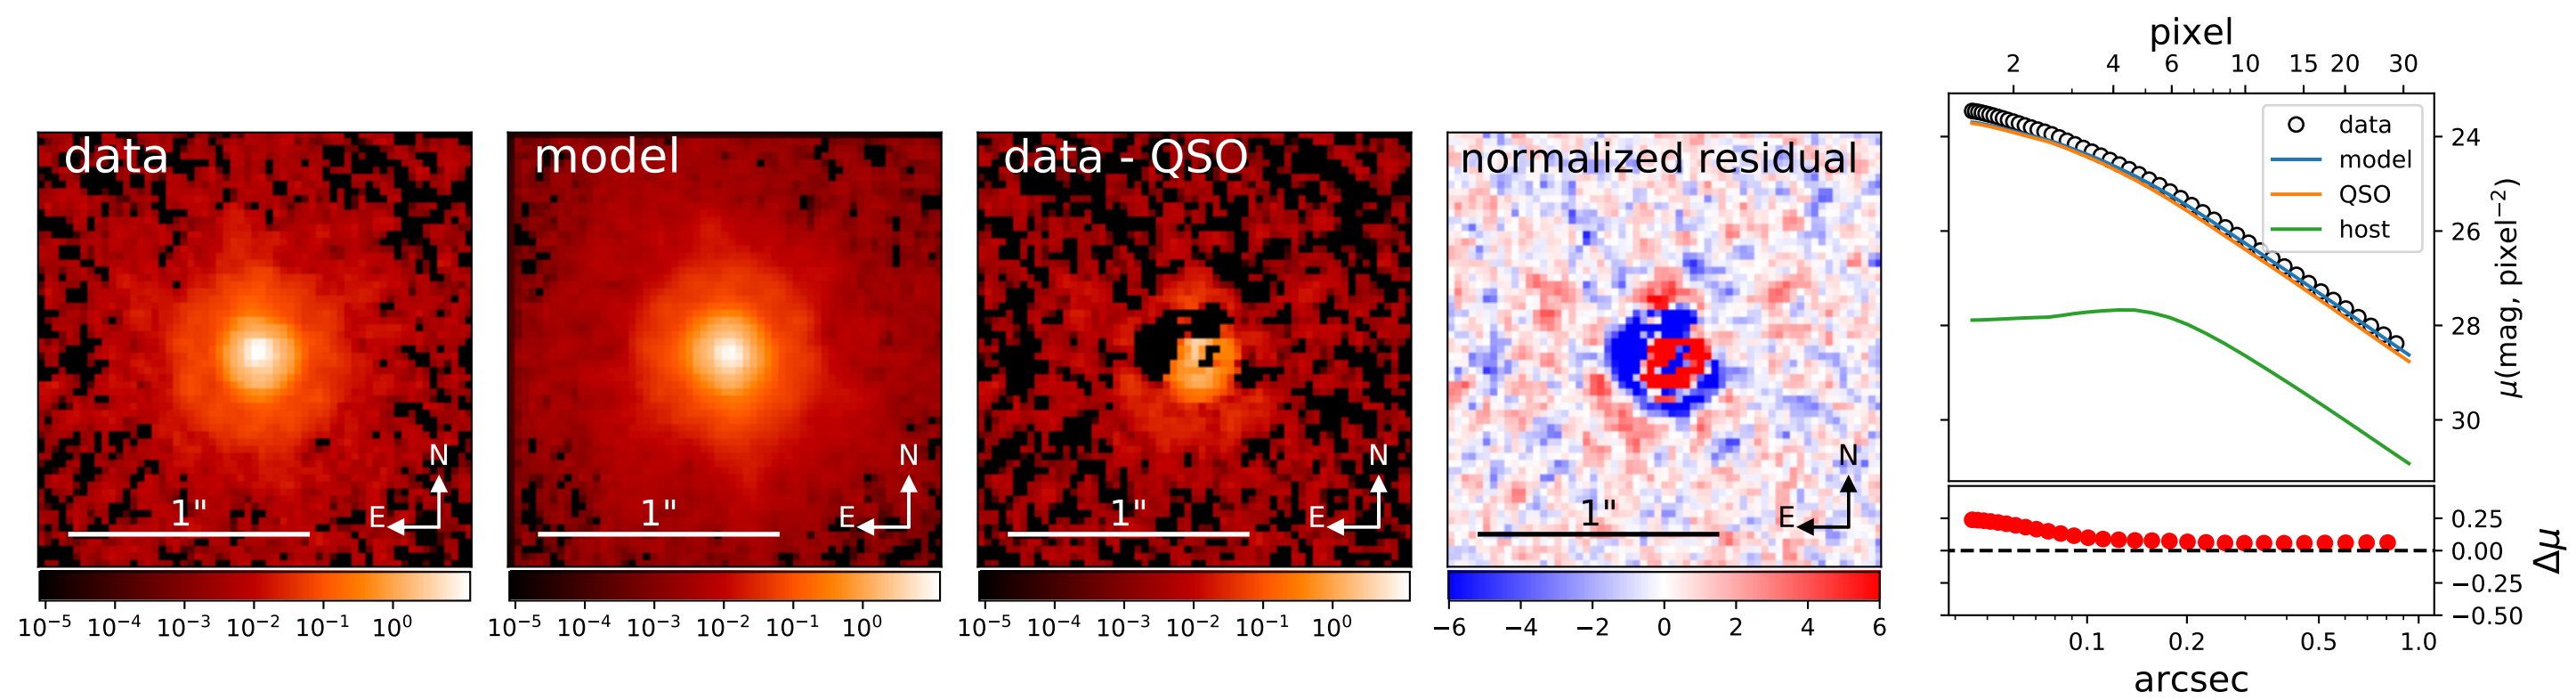 data
N
E
1"
10⁻⁵ 10⁻⁴ 10⁻³ 10⁻² 10⁻¹ 10⁰
model
N
E
1"
10⁻⁵ 10⁻⁴ 10⁻³ 10⁻² 10⁻¹ 10⁰
data - QSO
N
E
1"
10⁻⁵ 10⁻⁴ 10⁻³ 10⁻² 10⁻¹ 10⁰
normalized residual
N
E
1"
−6 −4 −2 0 2 4 6
pixel
2 4 6 10 15 20 30
data
model
QSO
host
24
26
28
30
μ(mag, pixel⁻²)
0.25
0.00
−0.25
−0.50
Δμ
0.1 0.2 0.5 1.0
arcsec